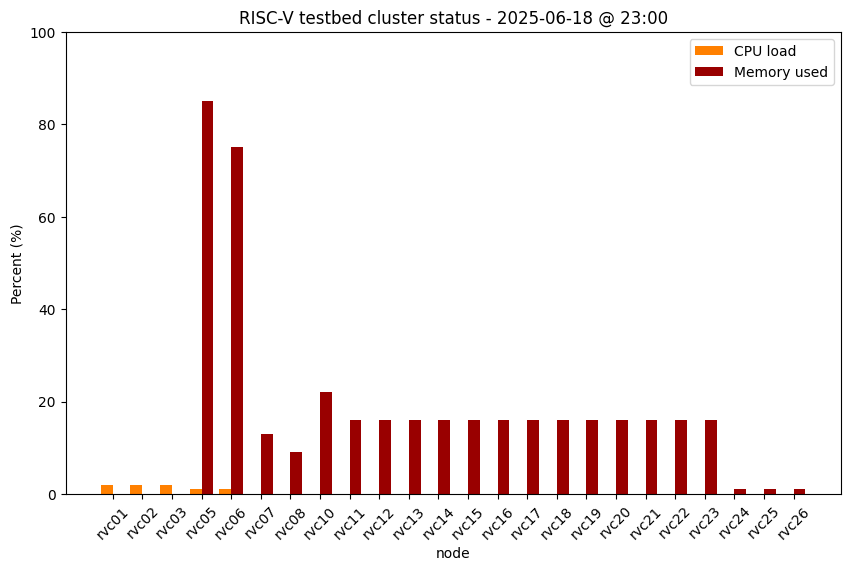 RISC-V testbed cluster status - 2025-06-18 @ 23:00
CPU load
Memory used
Percent (%)
100
80
60
40
20
0
rvc01 rvc02 rvc03 rvc05 rvc06 rvc07 rvc08 rvc10 rvc11 rvc12 rvc13 rvc14 rvc15 rvc16 rvc17 rvc18 rvc19 rvc20 rvc21 rvc22 rvc23 rvc24 rvc25 rvc26
node